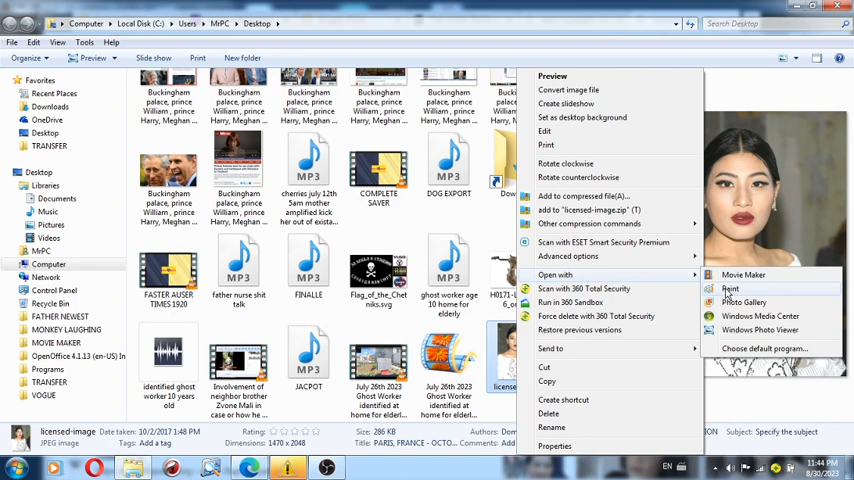 Computer ▸ Local Disk (C:) ▸ Users ▸ MrPC ▸ Desktop ▸
Search Desktop
File Edit View Tools Help
Organize Preview Slide show Print New folder
Favorites
Recent Places
Downloads
OneDrive
Desktop
TRANSFER
Desktop
Libraries
Documents
Music
Pictures
Videos
MrPC
Computer
Network
Control Panel
Recycle Bin
FATHER NEWEST
MONKEY LAUGHING
MOVIE MAKER
OpenOffice 4.1.13 (en-US) In
Programs
TRANSFER
VOGUE
Buckingham
palace, prince
William , prince
Harry, Meghan ...
Buckingham
palace, prince
William , prince
Harry, Meghan ...
Buckingham
palace, prince
William , prince
Harry, Meghan ...
Buckingham
palace, prince
William , prince
Harry, Meghan ...
Buckingham
palace, prince
William , prince
Harry, Meghan ...
Buck
palac
Willia
Harry
Buckingham
palace, prince
William , prince
Harry, Meghan ...
Buckingham
palace, prince
William , prince
Harry, Meghan ...
MP3
cherries july 12th
5am mother
amplified kick
her out of exista...
COMPLETE
SAVER
MP3
DOG EXPORT
Dow
FASTER AUSER
TIMES 1920
MP3
father nurse shit
talk
MP3
FINALLE
Flag_of_the_Chet
niks.svg
MP3
ghost worker age
10 years old
H0171-L
identified ghost
worker 10 years
old
Involvement of
neighbor brother
Zvone Mali in
case or how he ...
MP3
JACPOT
July 26th 2023
Ghost Worker
identified at
home for elderl...
July 26th 2023
Ghost Worker
identified at
home for elderl...
license
Preview
Convert image file
Create slideshow
Set as desktop background
Edit
Print
Rotate clockwise
Rotate counterclockwise
Add to compressed file(A)...
add to "licensed-image.zip" (T)
Other compression commands
Scan with ESET Smart Security Premium
Advanced options
Open with
Scan with 360 Total Security
Run in 360 Sandbox
Force delete with 360 Total Security
Restore previous versions
Send to
Cut
Copy
Create shortcut
Delete
Rename
Properties
Movie Maker
Paint
Photo Gallery
Windows Media Center
Windows Photo Viewer
Choose default program...
licensed-image Date taken: 10/2/2017 1:48 PM Rating: Size: 286 KB Authors: Dom
ION Subject: Specify the subject
JPEG image Tags: Add a tag Dimensions: 1470 x 2048 Title: PARIS, FRANCE - OCTO... Comments: Add
EN
11:44 PM
8/30/2023